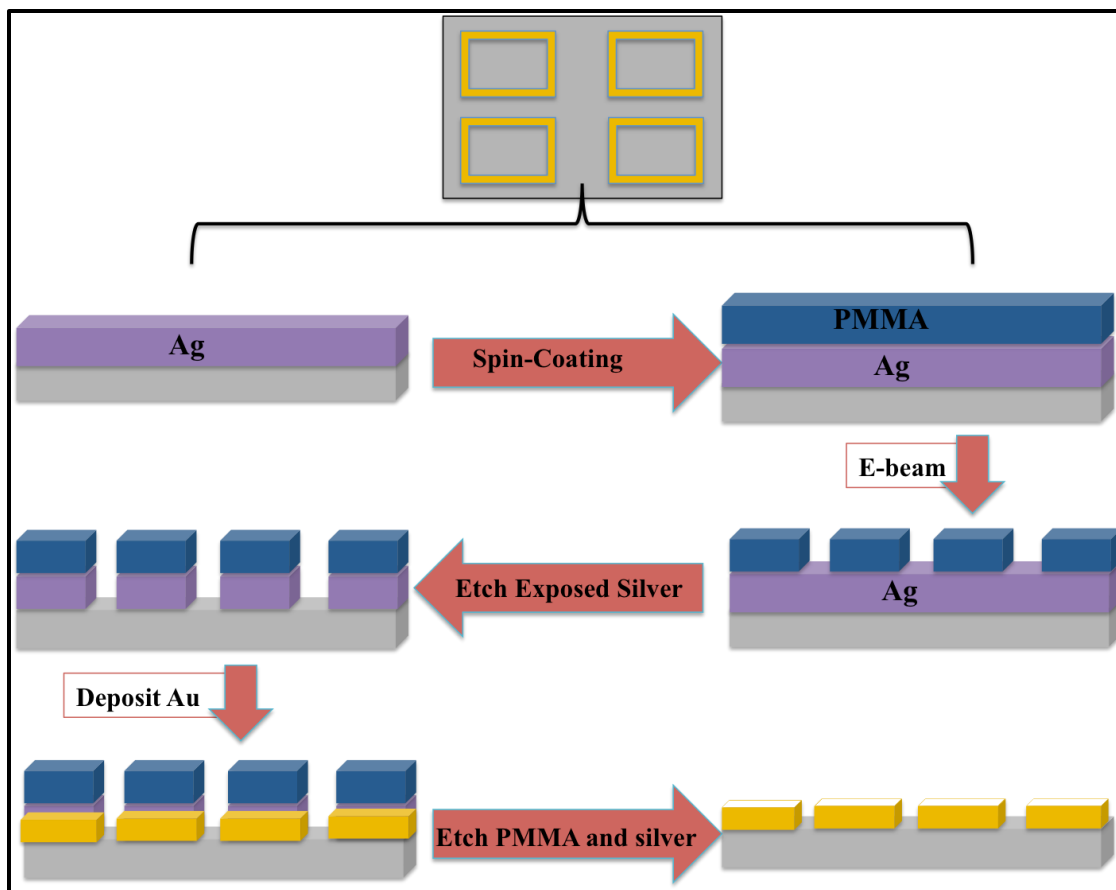 Ag
Spin-Coating
PMMA
Ag
E-beam
Etch Exposed Silver
Ag
Deposit Au
Etch PMMA and silver